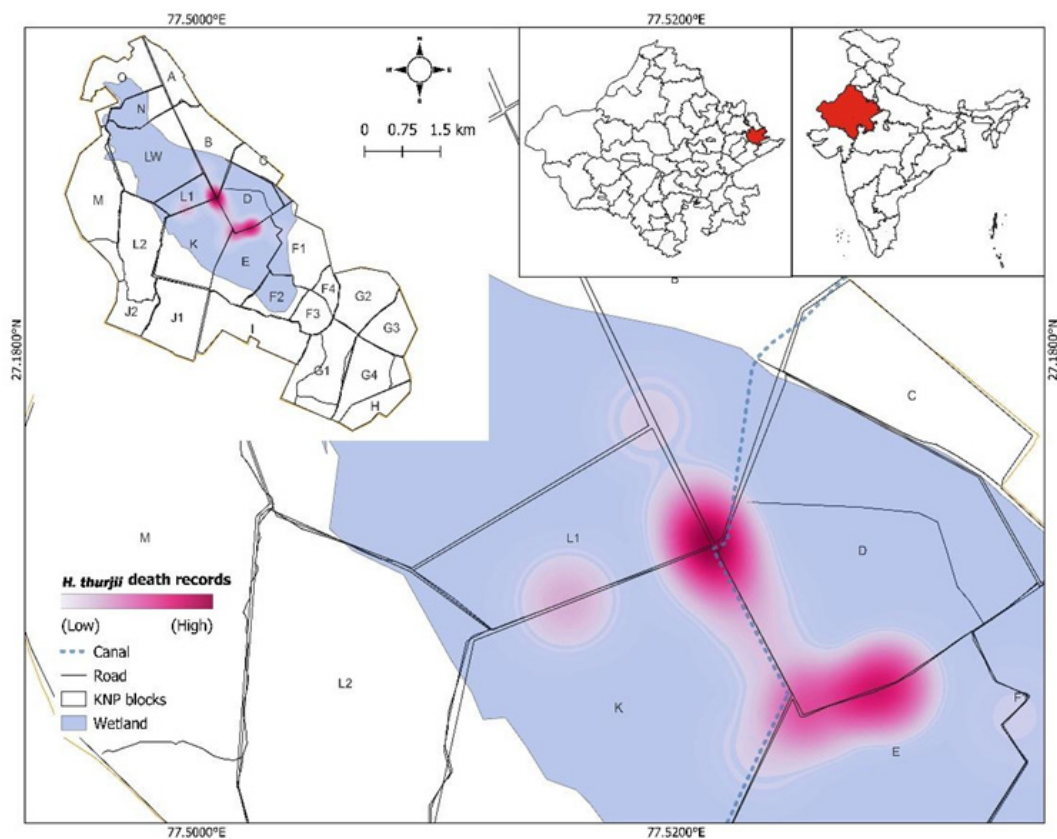 77.5000°E
77.5200°E
27.1800°N
27.1800°N
O
A
N
B
LW
C
L1
D
M
L2
K
E
F1
F2
F4
F3
G2
G3
J2
J1
I
G1
G4
H
N
W
E
S
0 0.75 1.5 km
B
C
M
L1
D
L2
K
E
F
H. thurjii death records
(Low) (High)
Canal
Road
KNP blocks
Wetland
77.5000°E
77.5200°E